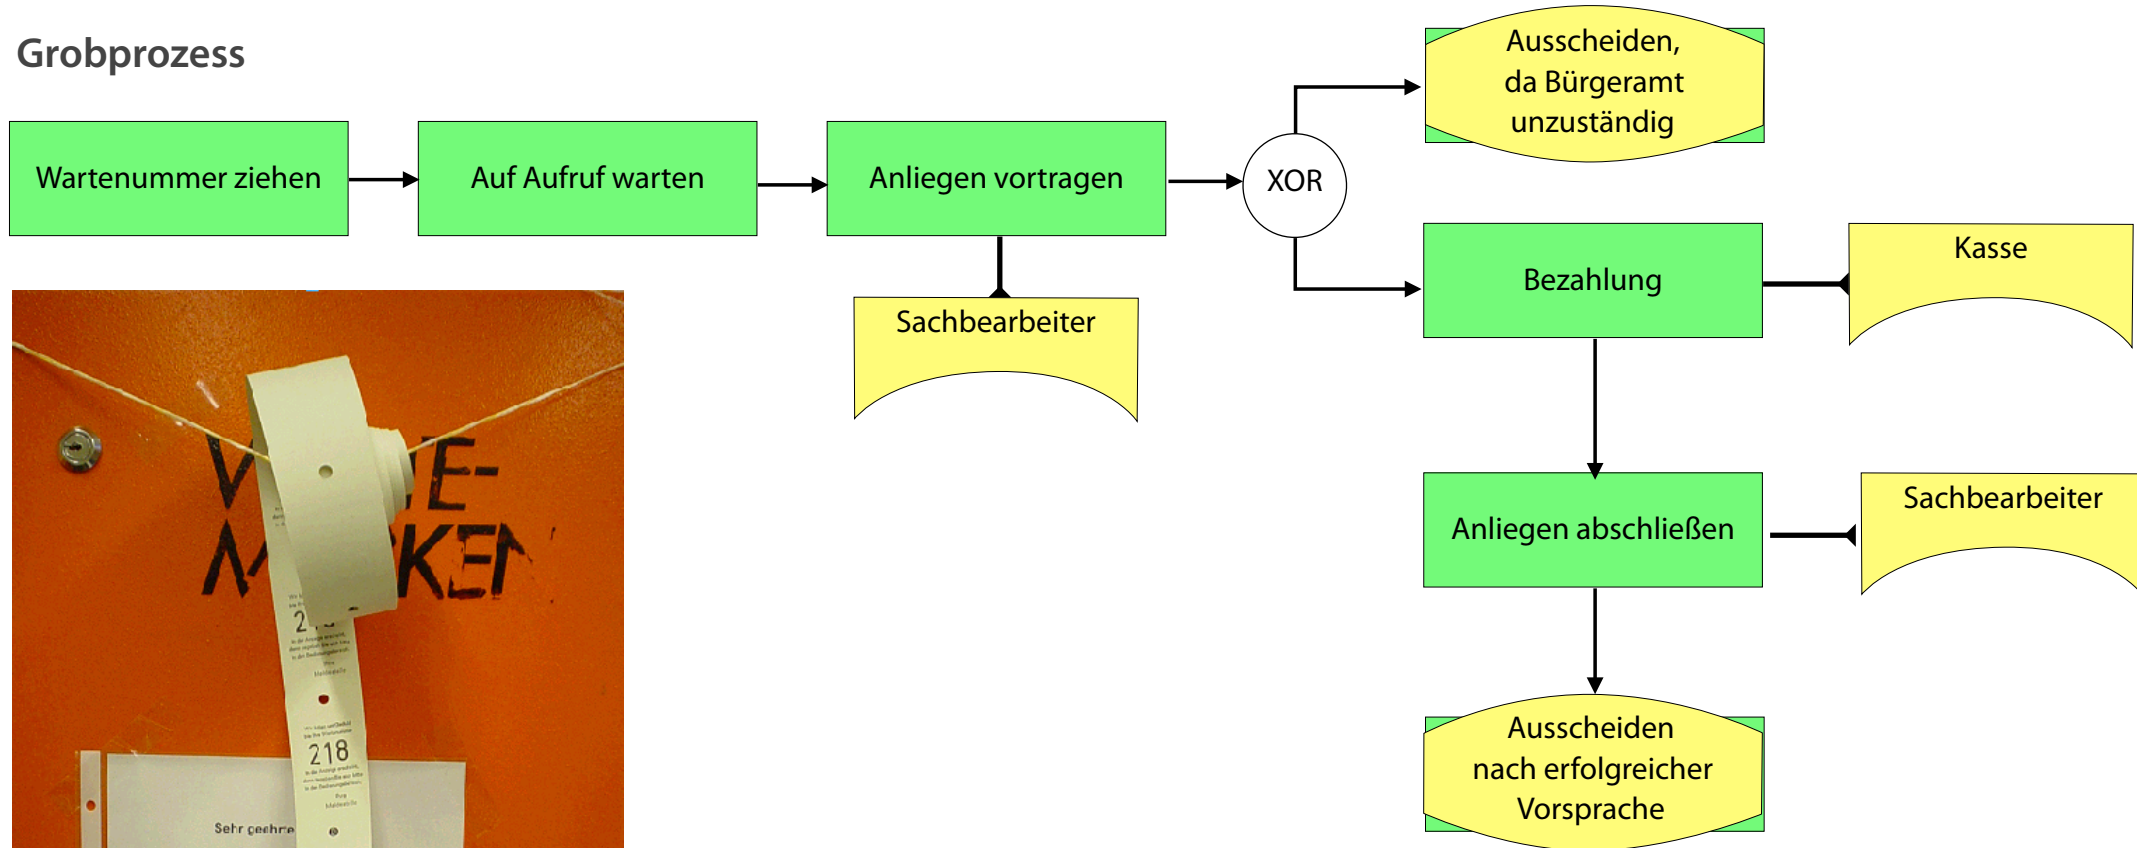 Grobprozess
Wartenummer ziehen
Auf Aufruf warten
Anliegen vortragen
XOR
Ausscheiden,
da Bürgeramt
unzuständig
Bezahlung
Kasse
Sachbearbeiter
Anliegen abschließen
Sachbearbeiter
Ausscheiden
nach erfolgreicher
Vorsprache
218
Sehr geehrte